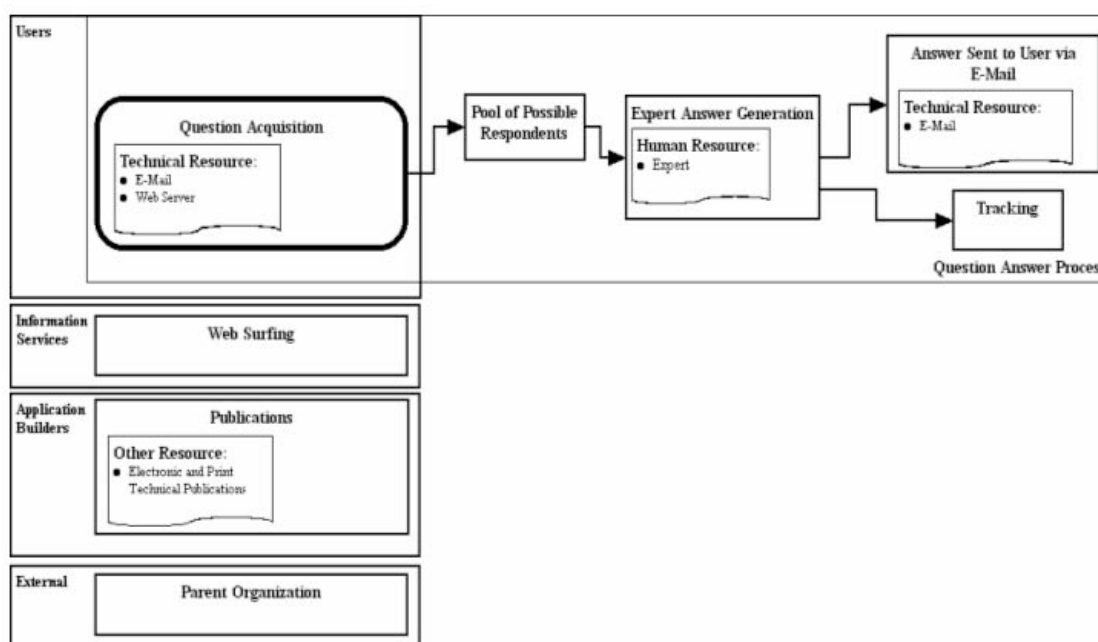 Users
Question Acquisition
Technical Resource:
● E-Mail
● Web Server
Pool of Possible
Respondents
Expert Answer Generation
Human Resource:
● Expert
Answer Sent to User via
E-Mail
Technical Resource:
● E-Mail
Tracking
Question Answer Proces
Information
Services
Web Surfing
Application
Builders
Publications
Other Resource:
● Electronic and Print
Technical Publications
External
Parent Organization